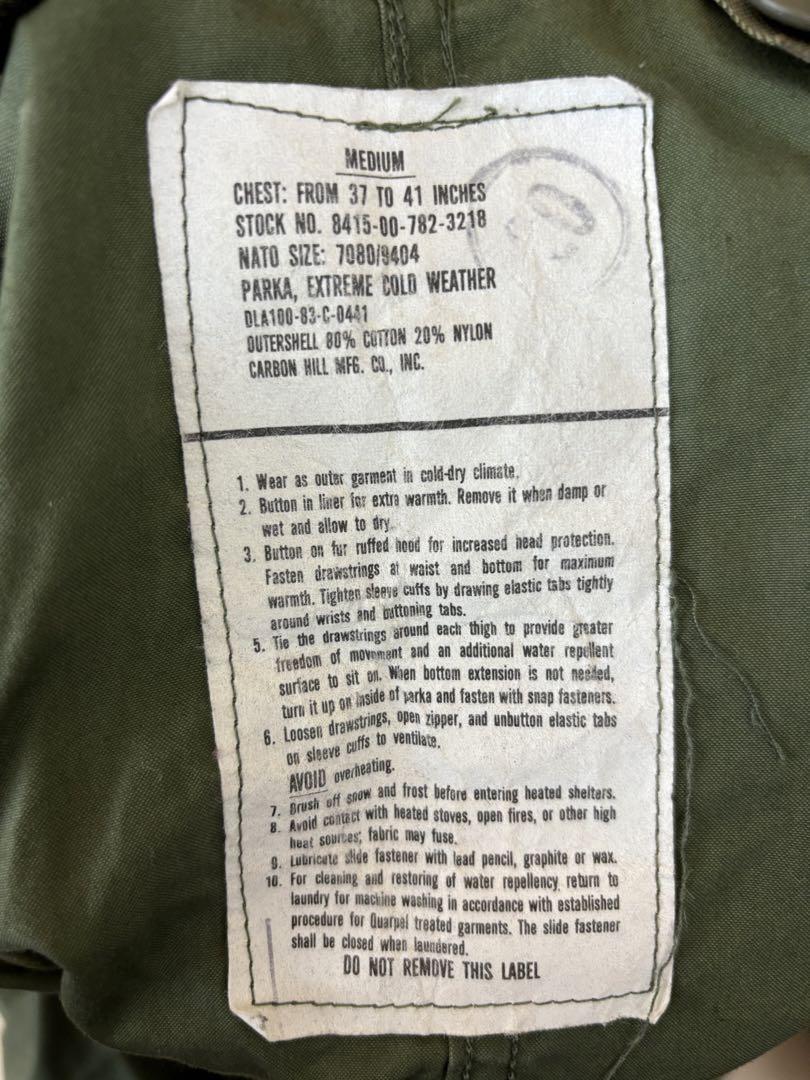 MEDIUM
CHEST: FROM 37 TO 41 INCHES
STOCK NO. 8415-00-782-3218
NATO SIZE: 7080/9404
PARKA, EXTREME COLD WEATHER
DLA100-83-C-0441
OUTERSHELL 80% COTTON 20% NYLON
CARBON HILL MFG. CO., INC.
1. Wear as outer garment in cold-dry climate.
2. Button in liner for extra warmth. Remove it when damp or
wet and allow to dry.
3. Button on fur ruffed hood for increased head protection.
Fasten drawstrings at waist and bottom for maximum
warmth. Tighten sleeve cuffs by drawing elastic tabs tightly
around wrists and buttoning tabs.
5. Tie the drawstrings around each thigh to provide greater
freedom of movement and an additional water repellent
surface to sit on. When bottom extension is not needed,
turn it up on inside of parka and fasten with snap fasteners.
6. Loosen drawstrings, open zipper, and unbutton elastic tabs
on sleeve cuffs to ventilate.
AVOID overheating.
7. Brush off snow and frost before entering heated shelters.
8. Avoid contact with heated stoves, open fires, or other high
heat sources; fabric may fuse.
9. Lubricate slide fastener with lead pencil, graphite or wax.
10. For cleaning and restoring of water repellency return to
laundry for machine washing in accordance with established
procedure for Quarpel treated garments. The slide fastener
shall be closed when laundered.
DO NOT REMOVE THIS LABEL